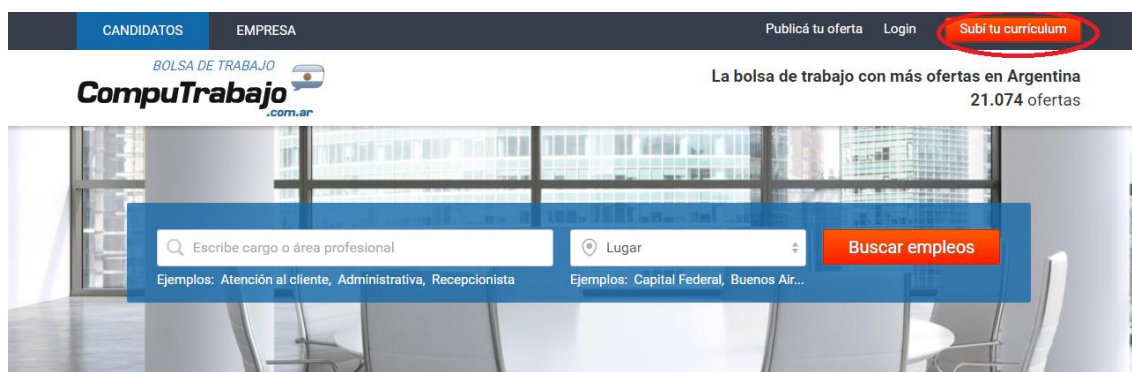 CANDIDATOS EMPRESA Publicá tu oferta Login Subí tu curriculum
BOLSA DE TRABAJO
CompuTrabajo
.com.ar
La bolsa de trabajo con más ofertas en Argentina
21.074 ofertas
Escribe cargo o área profesional Lugar Buscar empleos
Ejemplos: Atención al cliente, Administrativa, Recepcionista Ejemplos: Capital Federal, Buenos Air...